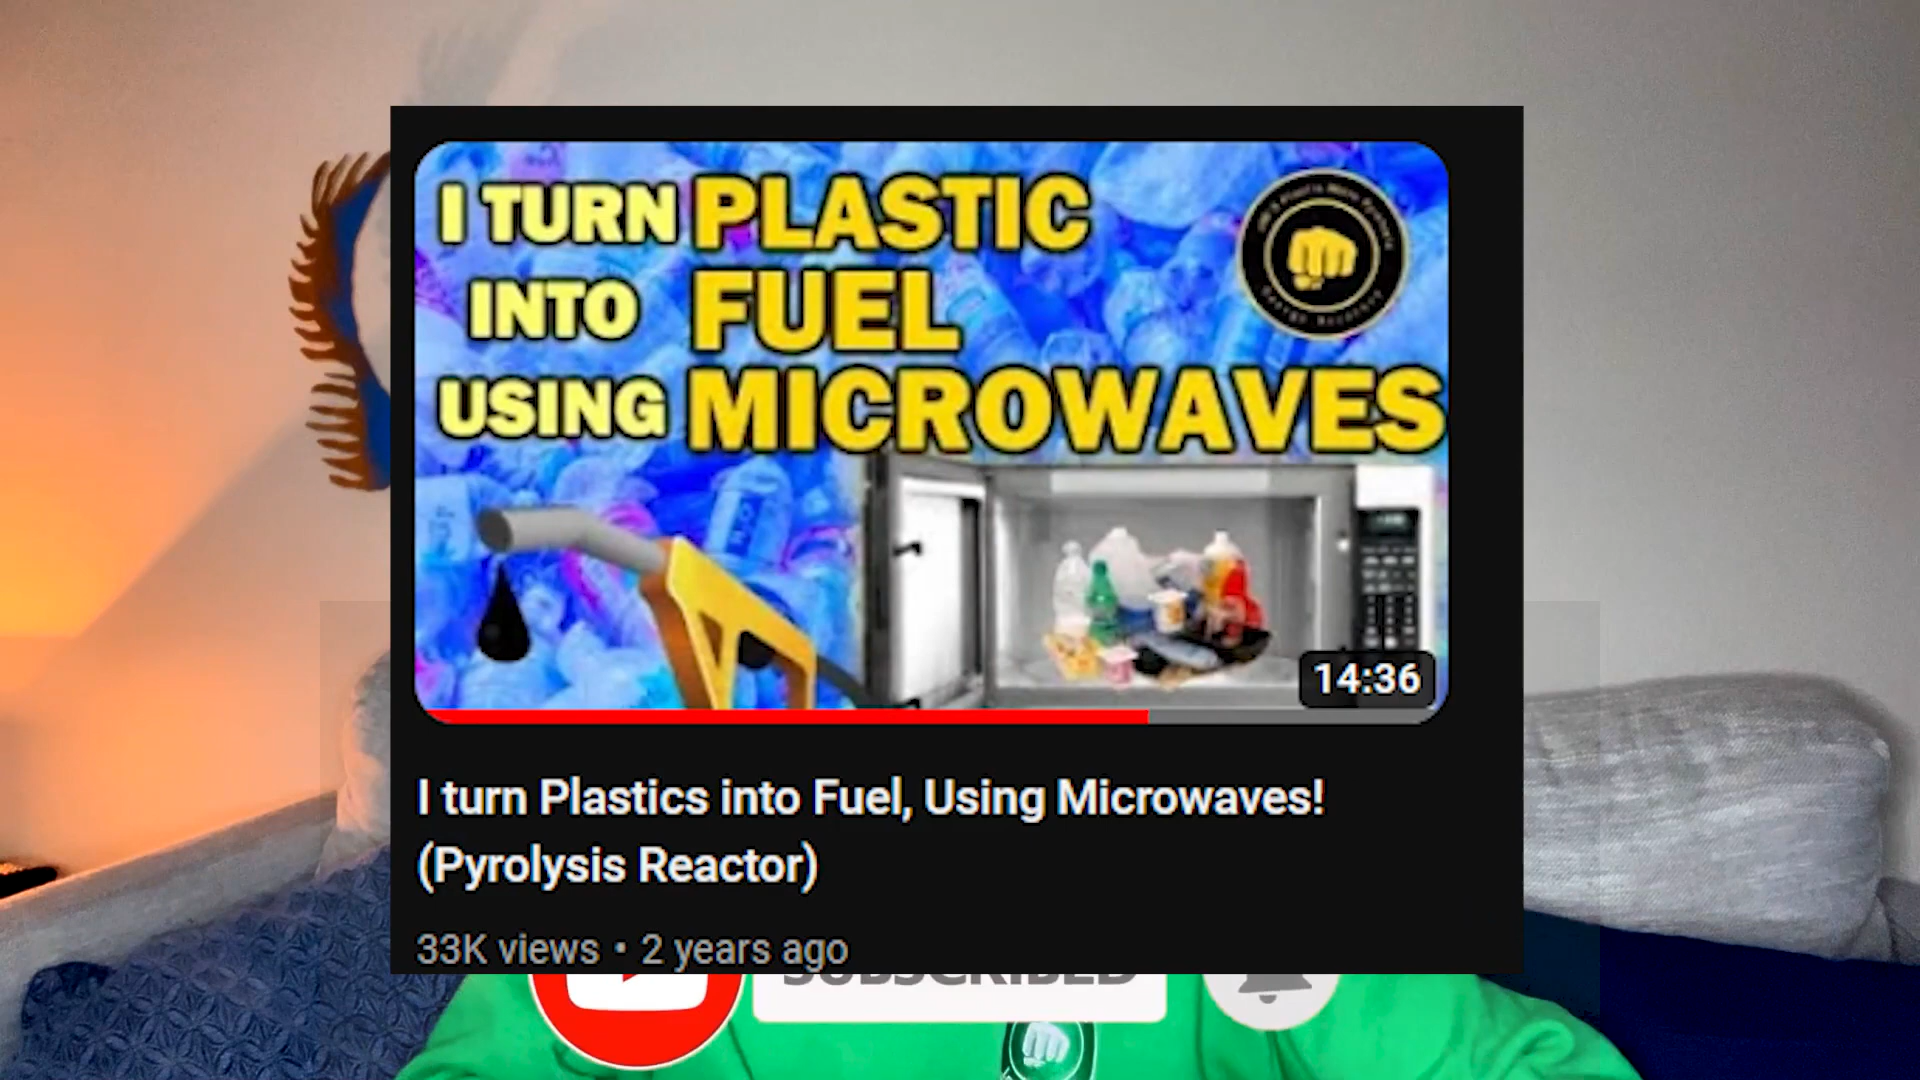 I TURN PLASTIC
INTO FUEL
USING MICROWAVES
14:36
I turn Plastics into Fuel, Using Microwaves!
(Pyrolysis Reactor)
33K views • 2 years ago
SUBSCRIBED